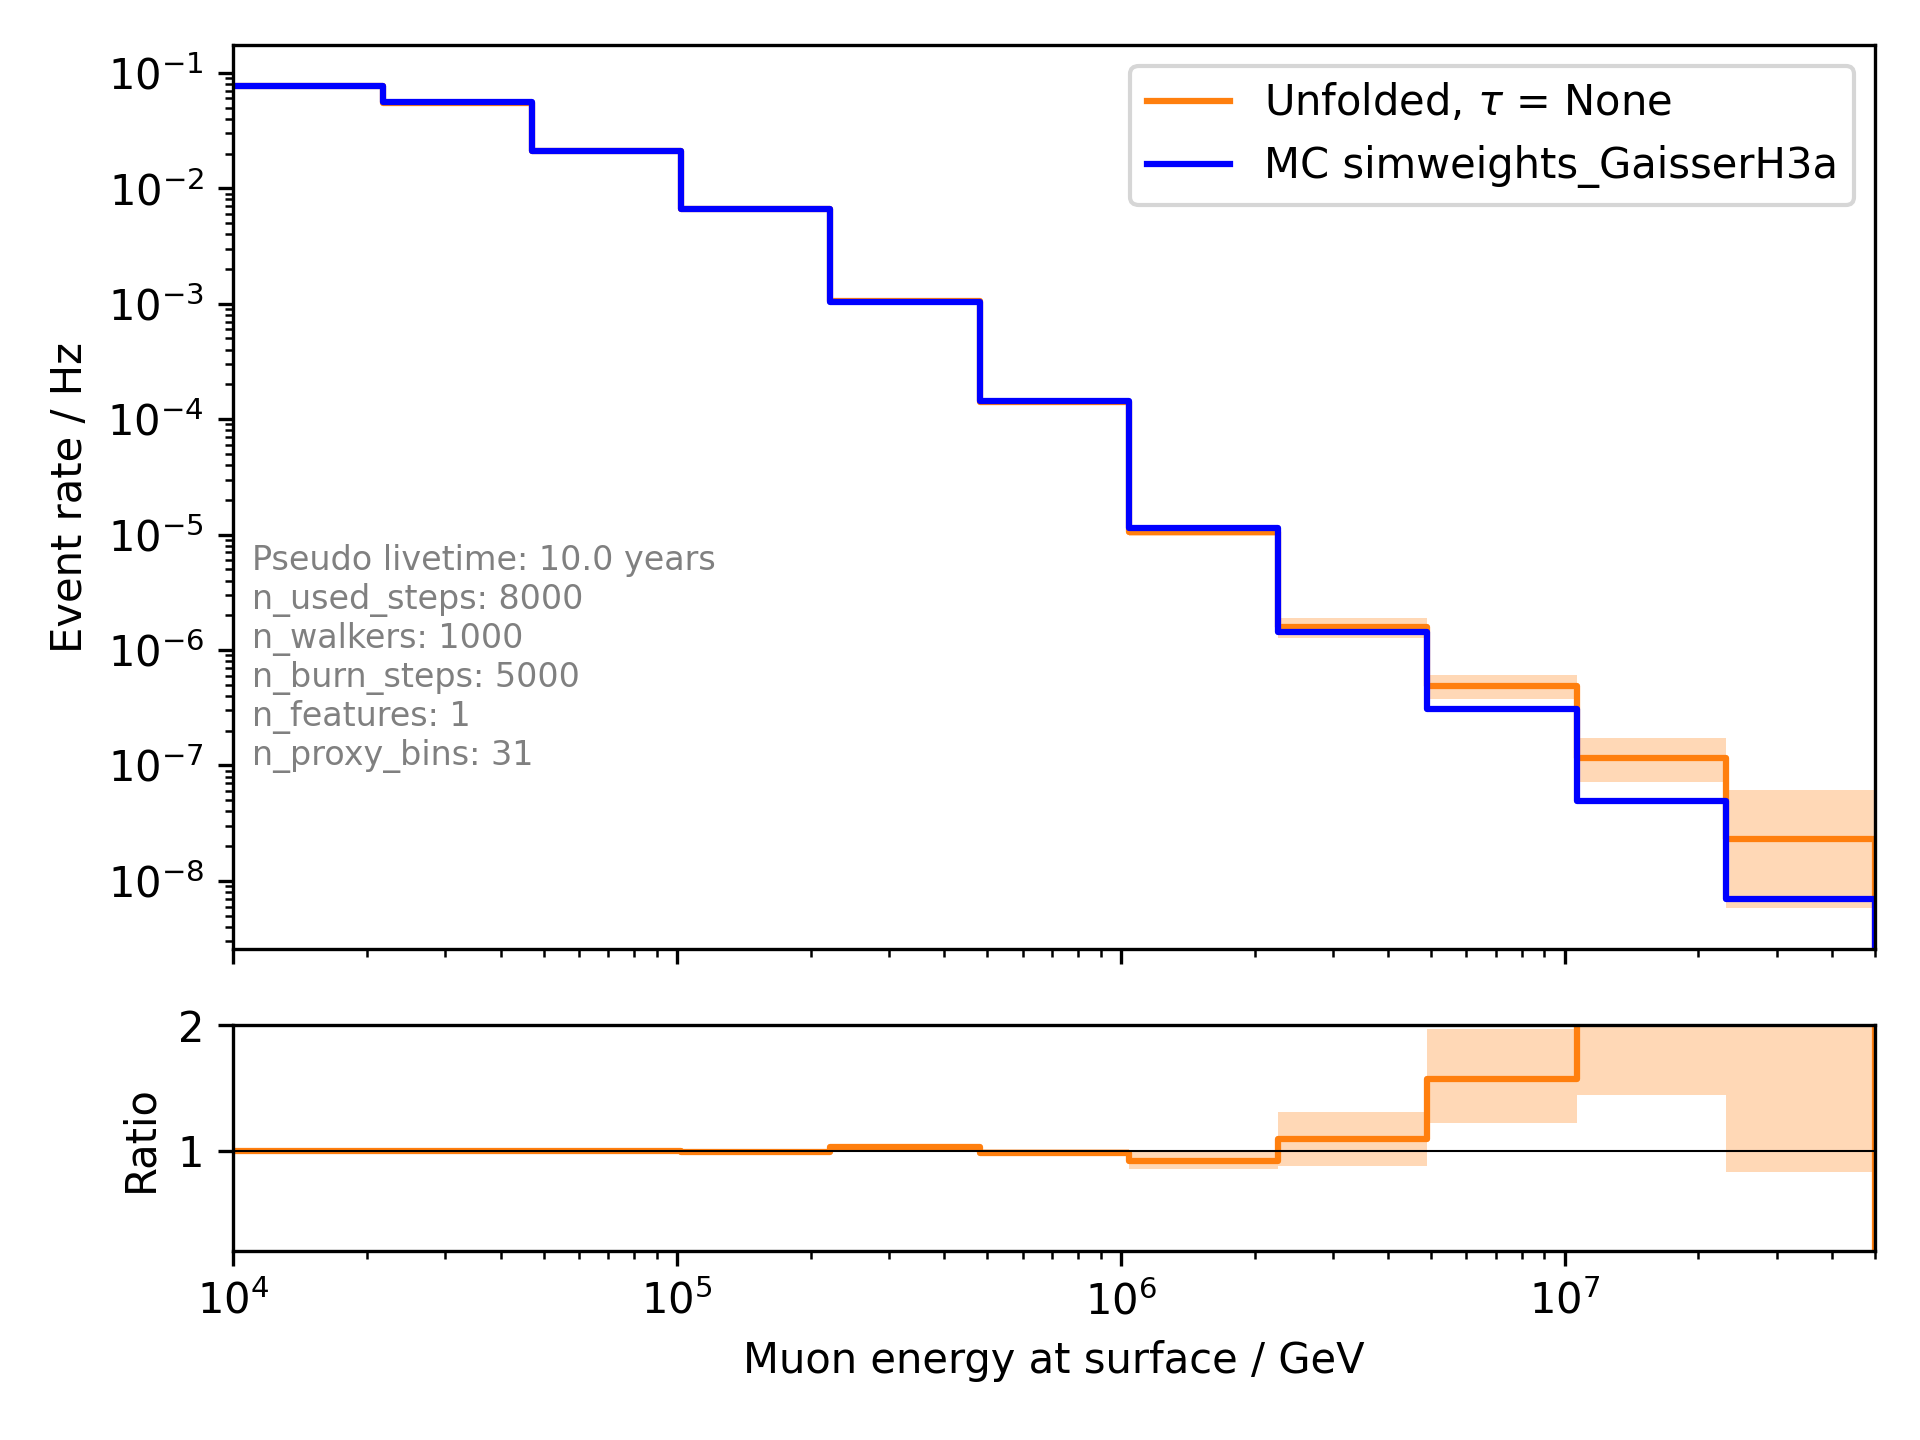 Unfolded, τ = None
MC simweights_GaisserH3a
10⁻¹
10⁻²
10⁻³
10⁻⁴
10⁻⁵
10⁻⁶
10⁻⁷
10⁻⁸
Event rate / Hz
Pseudo livetime: 10.0 years
n_used_steps: 8000
n_walkers: 1000
n_burn_steps: 5000
n_features: 1
n_proxy_bins: 31
2
1
Ratio
10⁴ 10⁵ 10⁶ 10⁷
Muon energy at surface / GeV